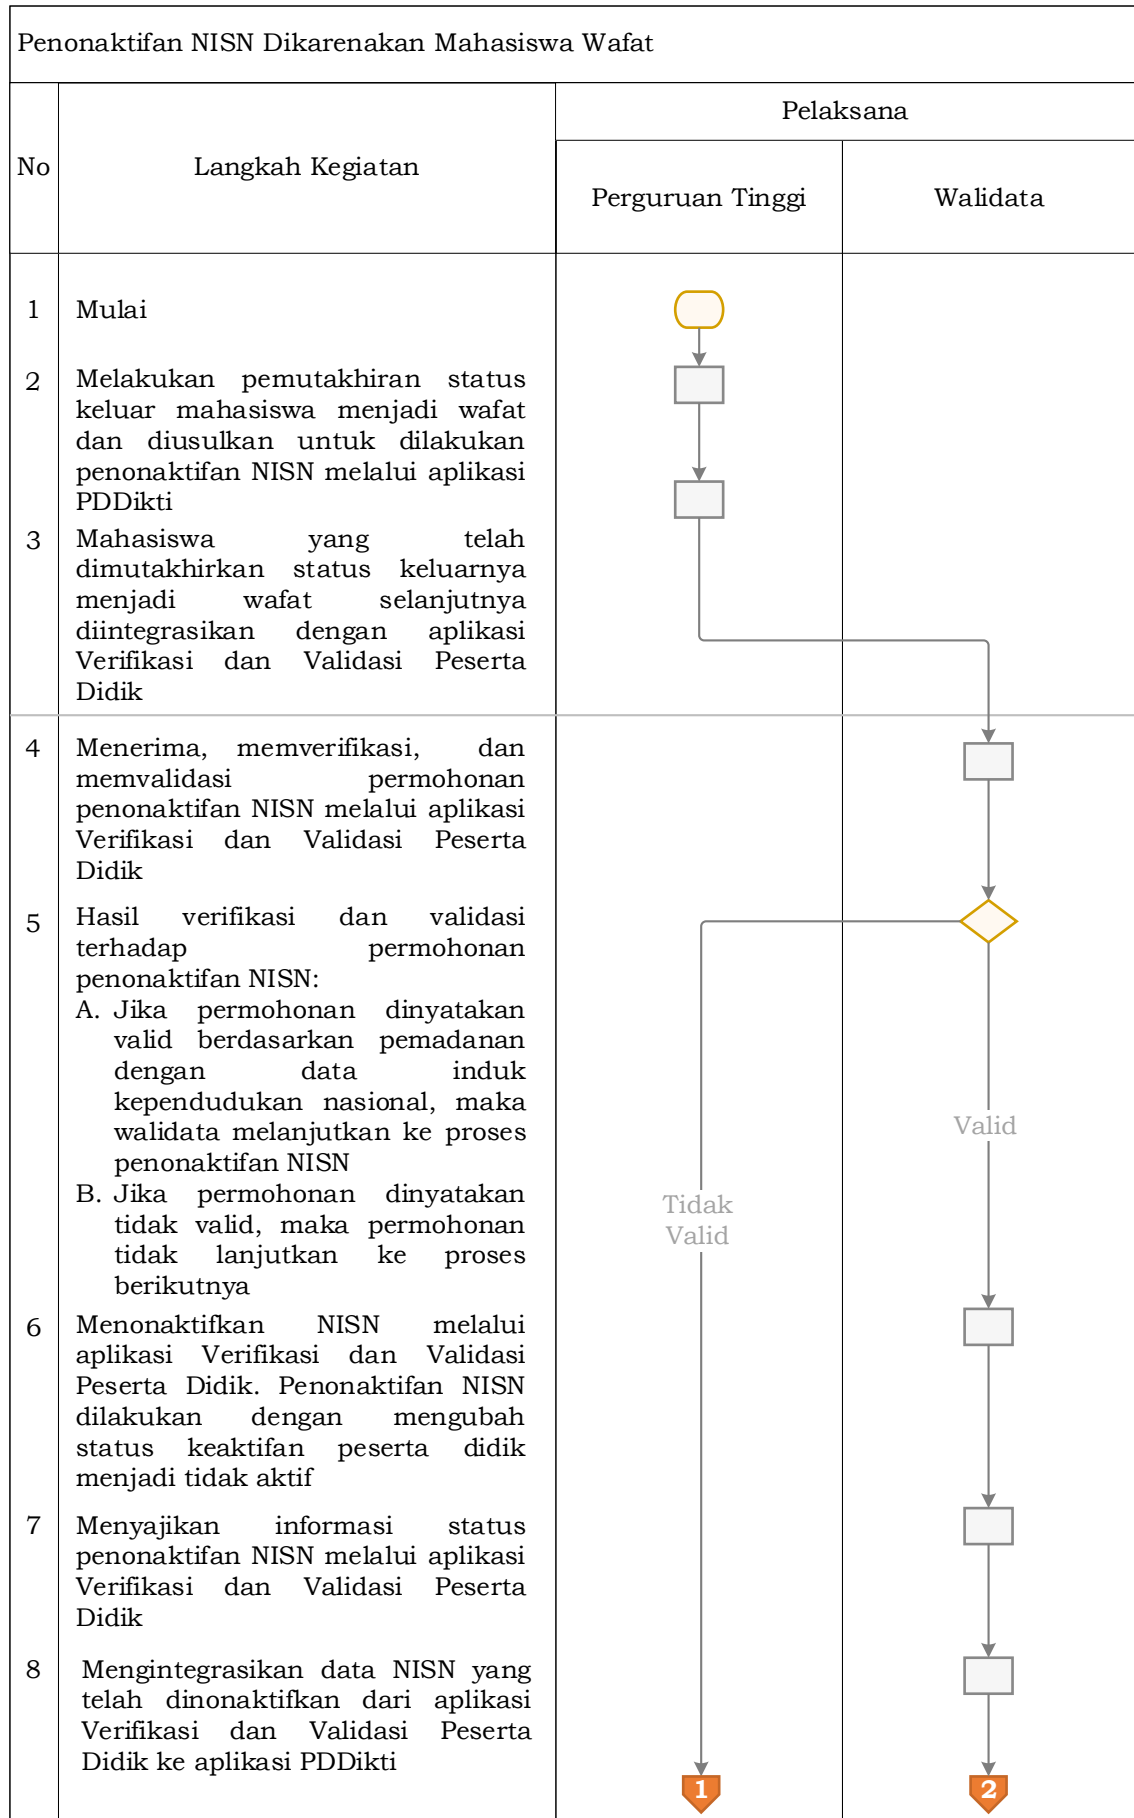 Penonaktifan NISN Dikarenakan Mahasiswa Wafat
No
Langkah Kegiatan
Pelaksana
Perguruan Tinggi
Walidata
1
Mulai
2
Melakukan pemutakhiran status
keluar mahasiswa menjadi wafat
dan diusulkan untuk dilakukan
penonaktifan NISN melalui aplikasi
PDDikti
3
Mahasiswa yang telah
dimutakhirkan status keluarnya
menjadi wafat selanjutnya
diintegrasikan dengan aplikasi
Verifikasi dan Validasi Peserta
Didik
4
Menerima, memverifikasi, dan
memvalidasi permohonan
penonaktifan NISN melalui aplikasi
Verifikasi dan Validasi Peserta
Didik
5
Hasil verifikasi dan validasi
terhadap permohonan
penonaktifan NISN:
A. Jika permohonan dinyatakan
valid berdasarkan pemadanan
dengan data induk
kependudukan nasional, maka
walidata melanjutkan ke proses
penonaktifan NISN
B. Jika permohonan dinyatakan
tidak valid, maka permohonan
tidak lanjutkan ke proses
berikutnya
Valid
Tidak
Valid
6
Menonaktifkan NISN melalui
aplikasi Verifikasi dan Validasi
Peserta Didik. Penonaktifan NISN
dilakukan dengan mengubah
status keaktifan peserta didik
menjadi tidak aktif
7
Menyajikan informasi status
penonaktifan NISN melalui aplikasi
Verifikasi dan Validasi Peserta
Didik
8
Mengintegrasikan data NISN yang
telah dinonaktifkan dari aplikasi
Verifikasi dan Validasi Peserta
Didik ke aplikasi PDDikti
1
2